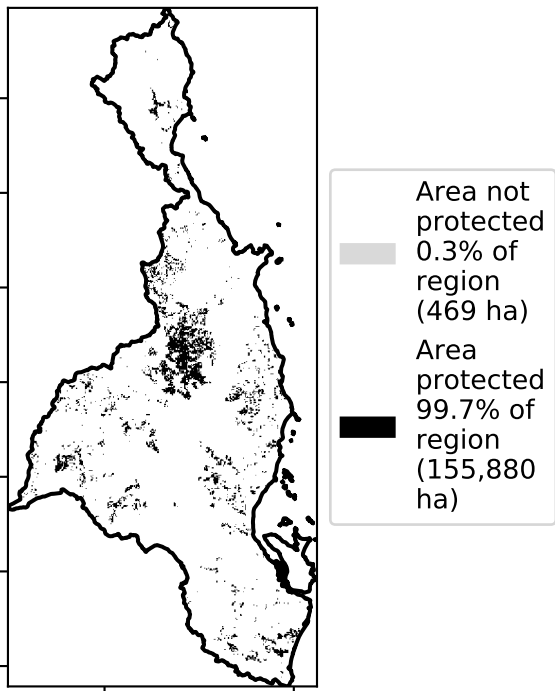 Area not
protected
0.3% of
region
(469 ha)
Area
protected
99.7% of
region
(155,880
ha)